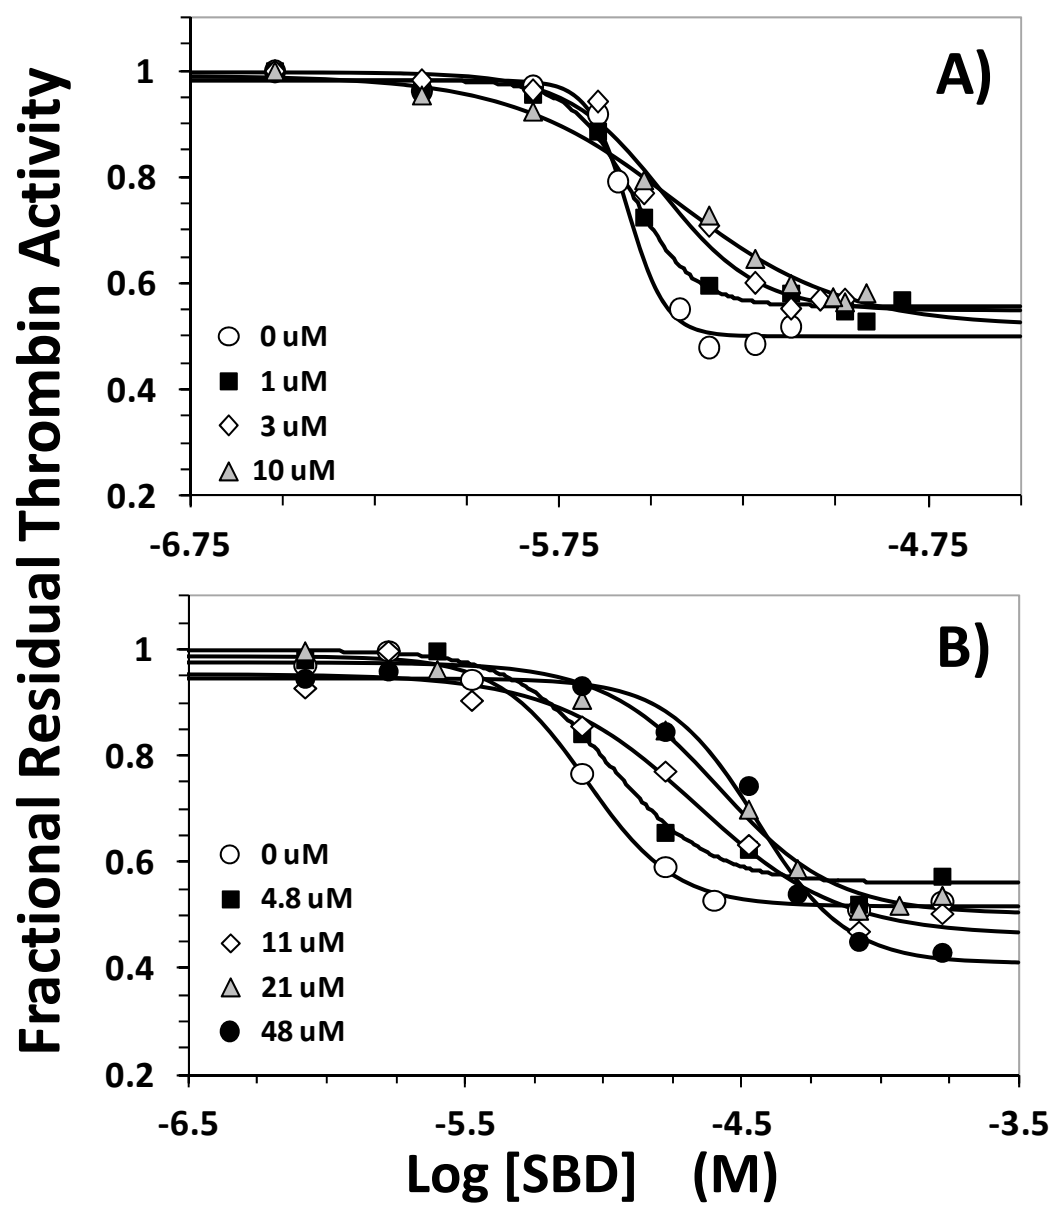 Fractional Residual Thrombin Activity
A)
1
0.8
0.6
0.4
0.2
0 uM
1 uM
3 uM
10 uM
-6.75 -5.75 -4.75
B)
1
0.8
0.6
0.4
0.2
0 uM
4.8 uM
11 uM
21 uM
48 uM
-6.5 -5.5 -4.5 -3.5
Log [SBD] (M)